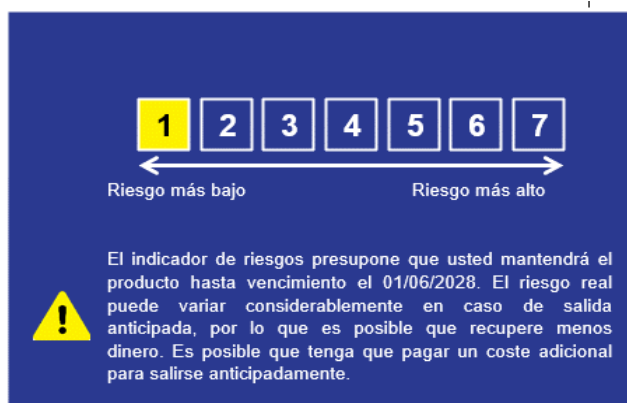 1 2 3 4 5 6 7
Riesgo más bajo Riesgo más alto
El indicador de riesgos presupone que usted mantendrá el
producto hasta vencimiento el 01/06/2028. El riesgo real
puede variar considerablemente en caso de salida
anticipada, por lo que es posible que recupere menos
dinero. Es posible que tenga que pagar un coste adicional
para salirse anticipadamente.